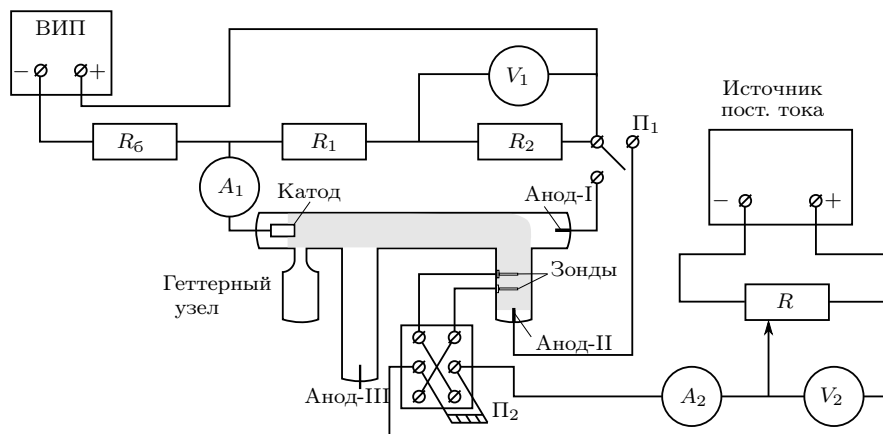 ВИП
− +
V₁
П₁
Источник
пост. тока
− +
Rб
R₁
R₂
A₁
Катод
Анод-I
Геттерный
узел
Зонды
R
Анод-II
Анод-III
П₂
A₂
V₂